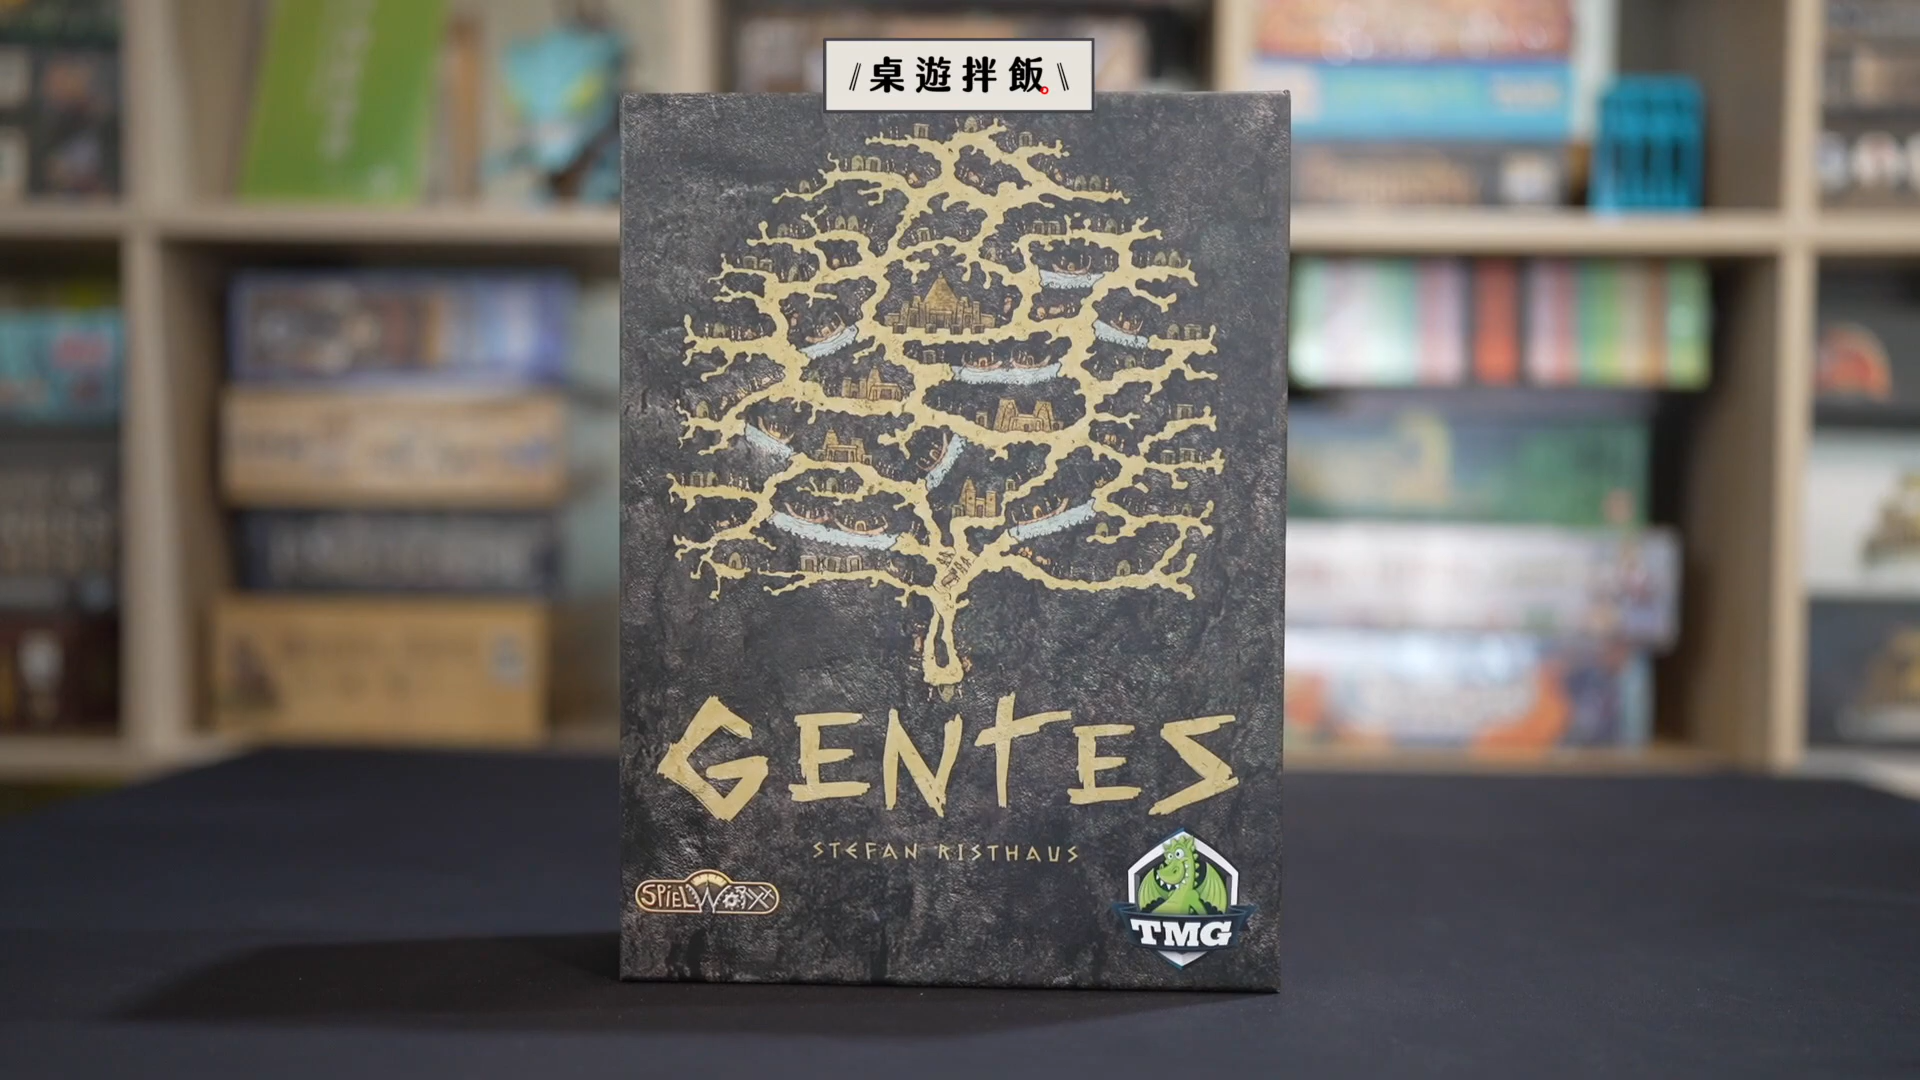 桌遊拌飯。
GENTES
STEFAN RISTHAUS
SPIELWORXX
TMG